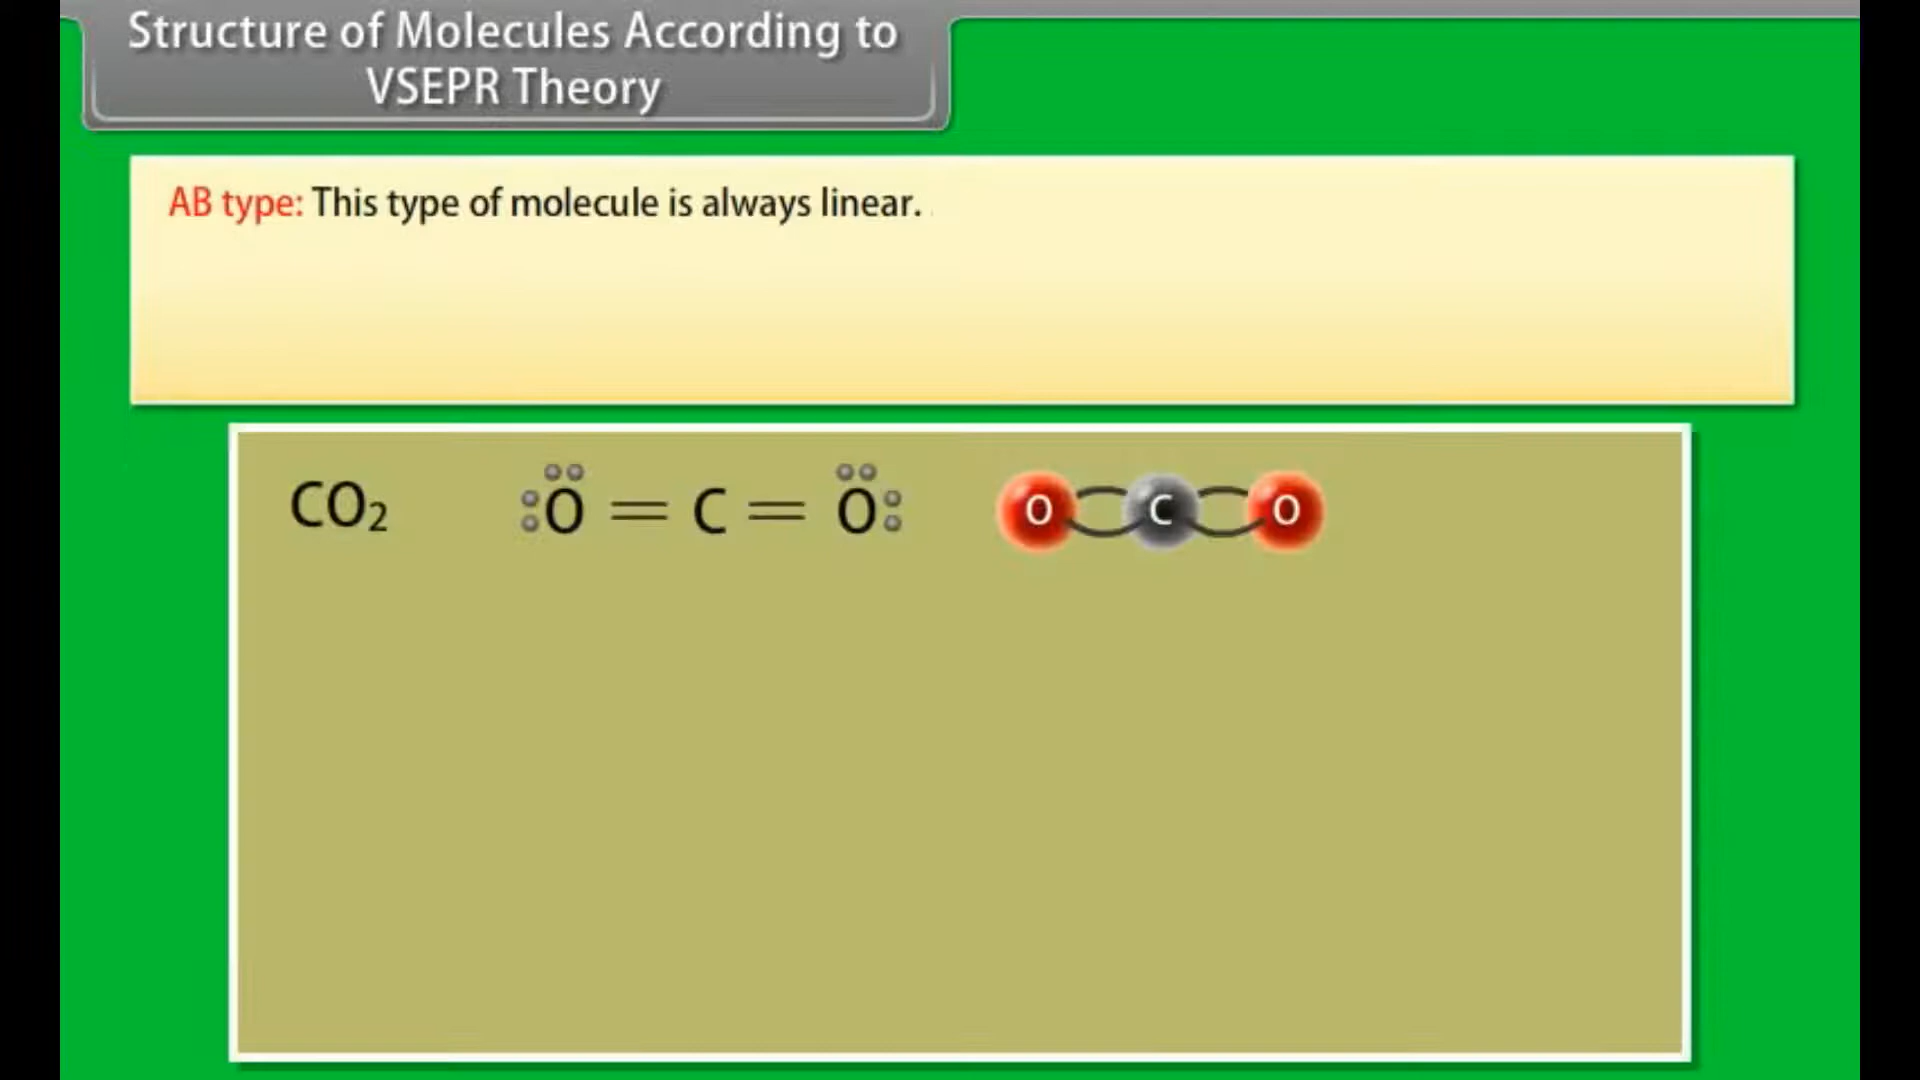 Structure of Molecules According to
VSEPR Theory
AB type: This type of molecule is always linear.
CO₂ O = C = O O C O